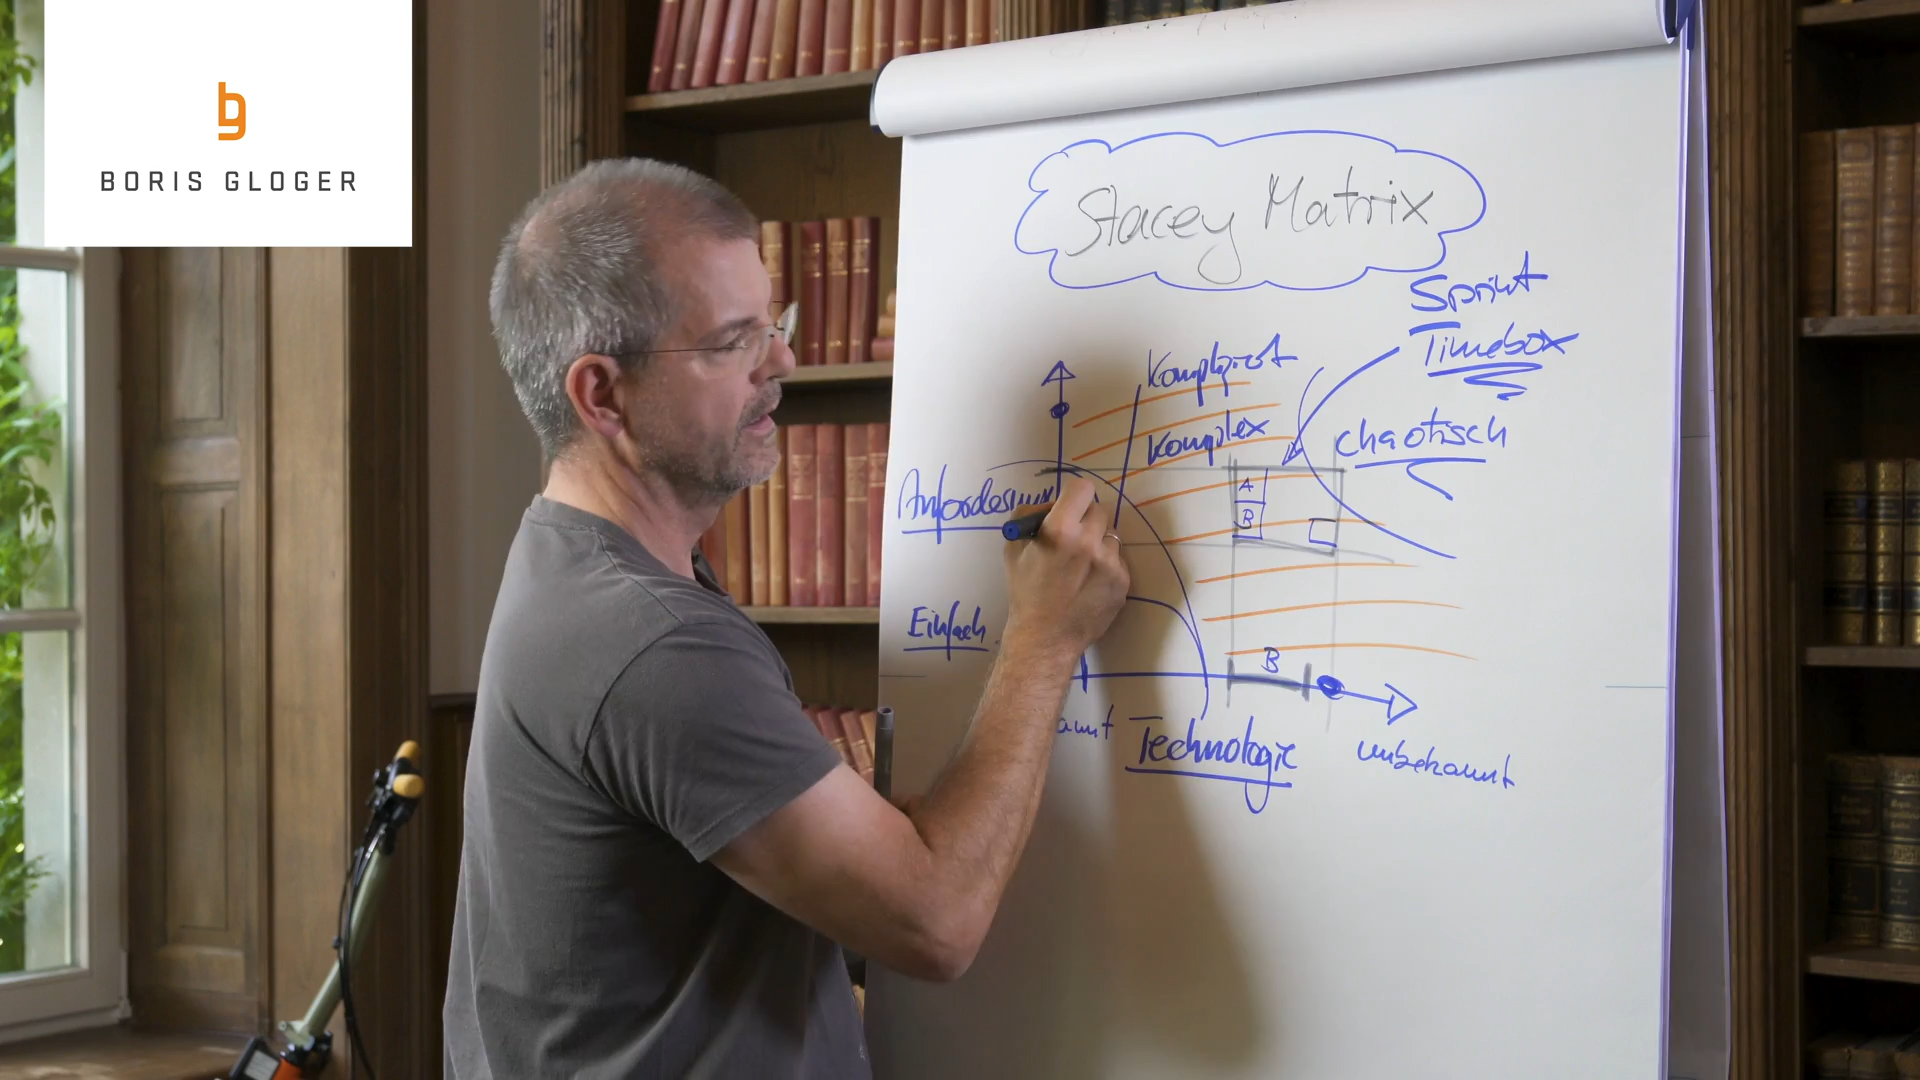 BORIS GLOGER
Stacey Matrix
Sprint
Timebox
Kompliziert
Komplex
chaotisch
A
B
Einfach
B
Technologie
unbekannt